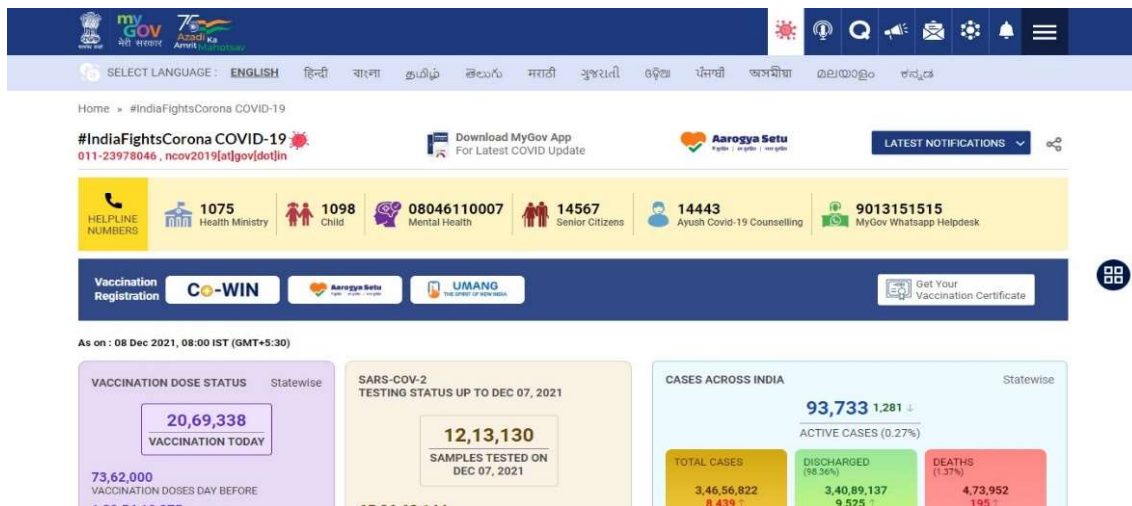 my
GOV
मेरी सरकार
Azadi Ka
Amrit Mahotsav
SELECT LANGUAGE : ENGLISH हिन्दी বাংলা தமிழ் తెలుగు मराठी ગુજરાતી ଓଡ଼ିଆ ਪੰਜਾਬੀ অসমীয়া മലയാളം ಕನ್ನಡ
Home » #IndiaFightsCorona COVID-19
#IndiaFightsCorona COVID-19
011-23978046 , ncov2019[at]gov[dot]in
Download MyGov App
For Latest COVID Update
Aarogya Setu
LATEST NOTIFICATIONS
HELPLINE
NUMBERS
1075
Health Ministry
1098
Child
08046110007
Mental Health
14567
Senior Citizens
14443
Ayush Covid-19 Counselling
9013151515
MyGov Whatsapp Helpdesk
Vaccination
Registration
CO-WIN
Aarogya Setu
UMANG
Get Your
Vaccination Certificate
As on : 08 Dec 2021, 08:00 IST (GMT+5:30)
VACCINATION DOSE STATUS Statewise
20,69,338
VACCINATION TODAY
73,62,000
VACCINATION DOSES DAY BEFORE
SARS-COV-2
TESTING STATUS UP TO DEC 07, 2021
12,13,130
SAMPLES TESTED ON
DEC 07, 2021
CASES ACROSS INDIA Statewise
93,733 1,281 ↓
ACTIVE CASES (0.27%)
TOTAL CASES
3,46,56,822
8,439 ↑
DISCHARGED
(98.36%)
3,40,89,137
9,525 ↑
DEATHS
(1.37%)
4,73,952
195 ↑